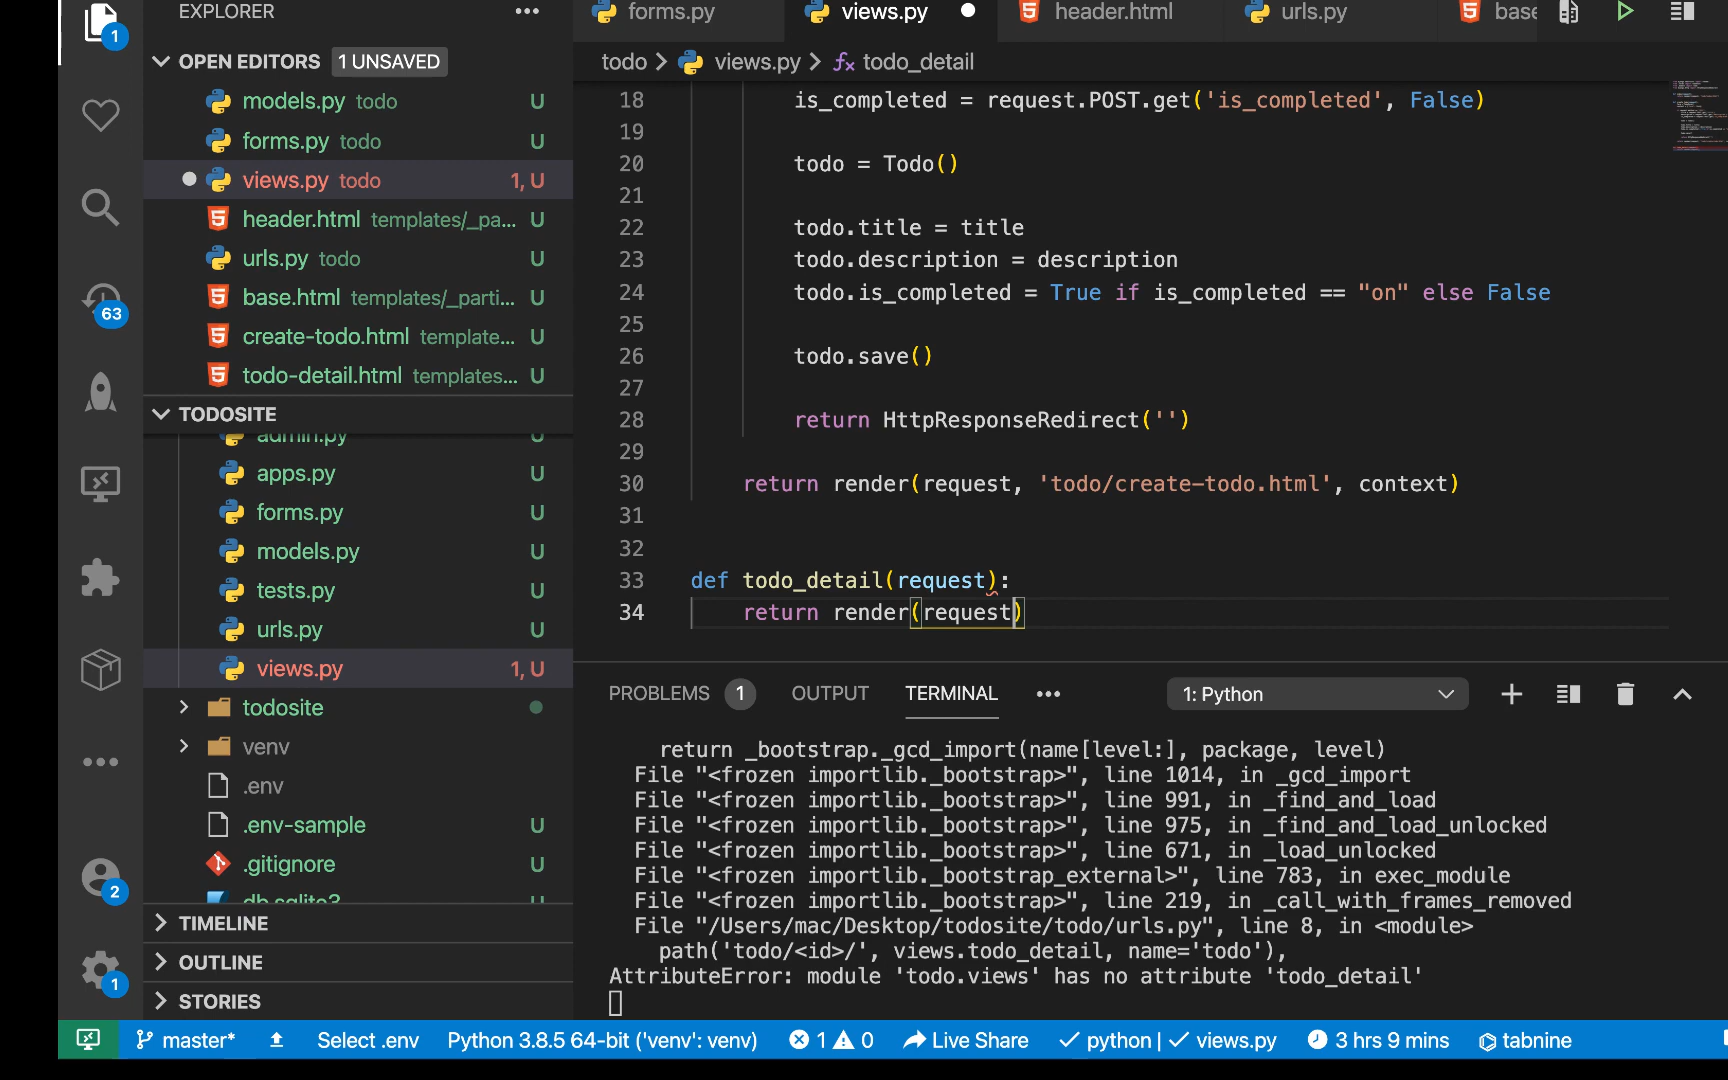 EXPLORER
forms.py
views.py
header.html
urls.py
base
OPEN EDITORS 1 UNSAVED
todo > views.py > todo_detail
models.py todo U
forms.py todo U
views.py todo 1, U
header.html templates/_pa... U
urls.py todo U
base.html templates/_parti... U
create-todo.html template... U
todo-detail.html templates... U
TODOSITE
admin.py U
apps.py U
forms.py U
models.py U
tests.py U
urls.py U
views.py 1, U
todosite
venv
.env
.env-sample U
.gitignore U
db.sqlite3 U
TIMELINE
OUTLINE
STORIES
1
63
2
1
18 is_completed = request.POST.get('is_completed', False)
19
20 todo = Todo()
21
22 todo.title = title
23 todo.description = description
24 todo.is_completed = True if is_completed == "on" else False
25
26 todo.save()
27
28 return HttpResponseRedirect('')
29
30 return render(request, 'todo/create-todo.html', context)
31
32
33 def todo_detail(request):
34 return render(request)
PROBLEMS 1 OUTPUT TERMINAL 1: Python
return _bootstrap._gcd_import(name[level:], package, level)
File "<frozen importlib._bootstrap>", line 1014, in _gcd_import
File "<frozen importlib._bootstrap>", line 991, in _find_and_load
File "<frozen importlib._bootstrap>", line 975, in _find_and_load_unlocked
File "<frozen importlib._bootstrap>", line 671, in _load_unlocked
File "<frozen importlib._bootstrap_external>", line 783, in exec_module
File "<frozen importlib._bootstrap>", line 219, in _call_with_frames_removed
File "/Users/mac/Desktop/todosite/todo/urls.py", line 8, in <module>
path('todo/<id>/', views.todo_detail, name='todo'),
AttributeError: module 'todo.views' has no attribute 'todo_detail'
master* Select .env Python 3.8.5 64-bit ('venv': venv) 1 0 Live Share python | views.py 3 hrs 9 mins tabnine